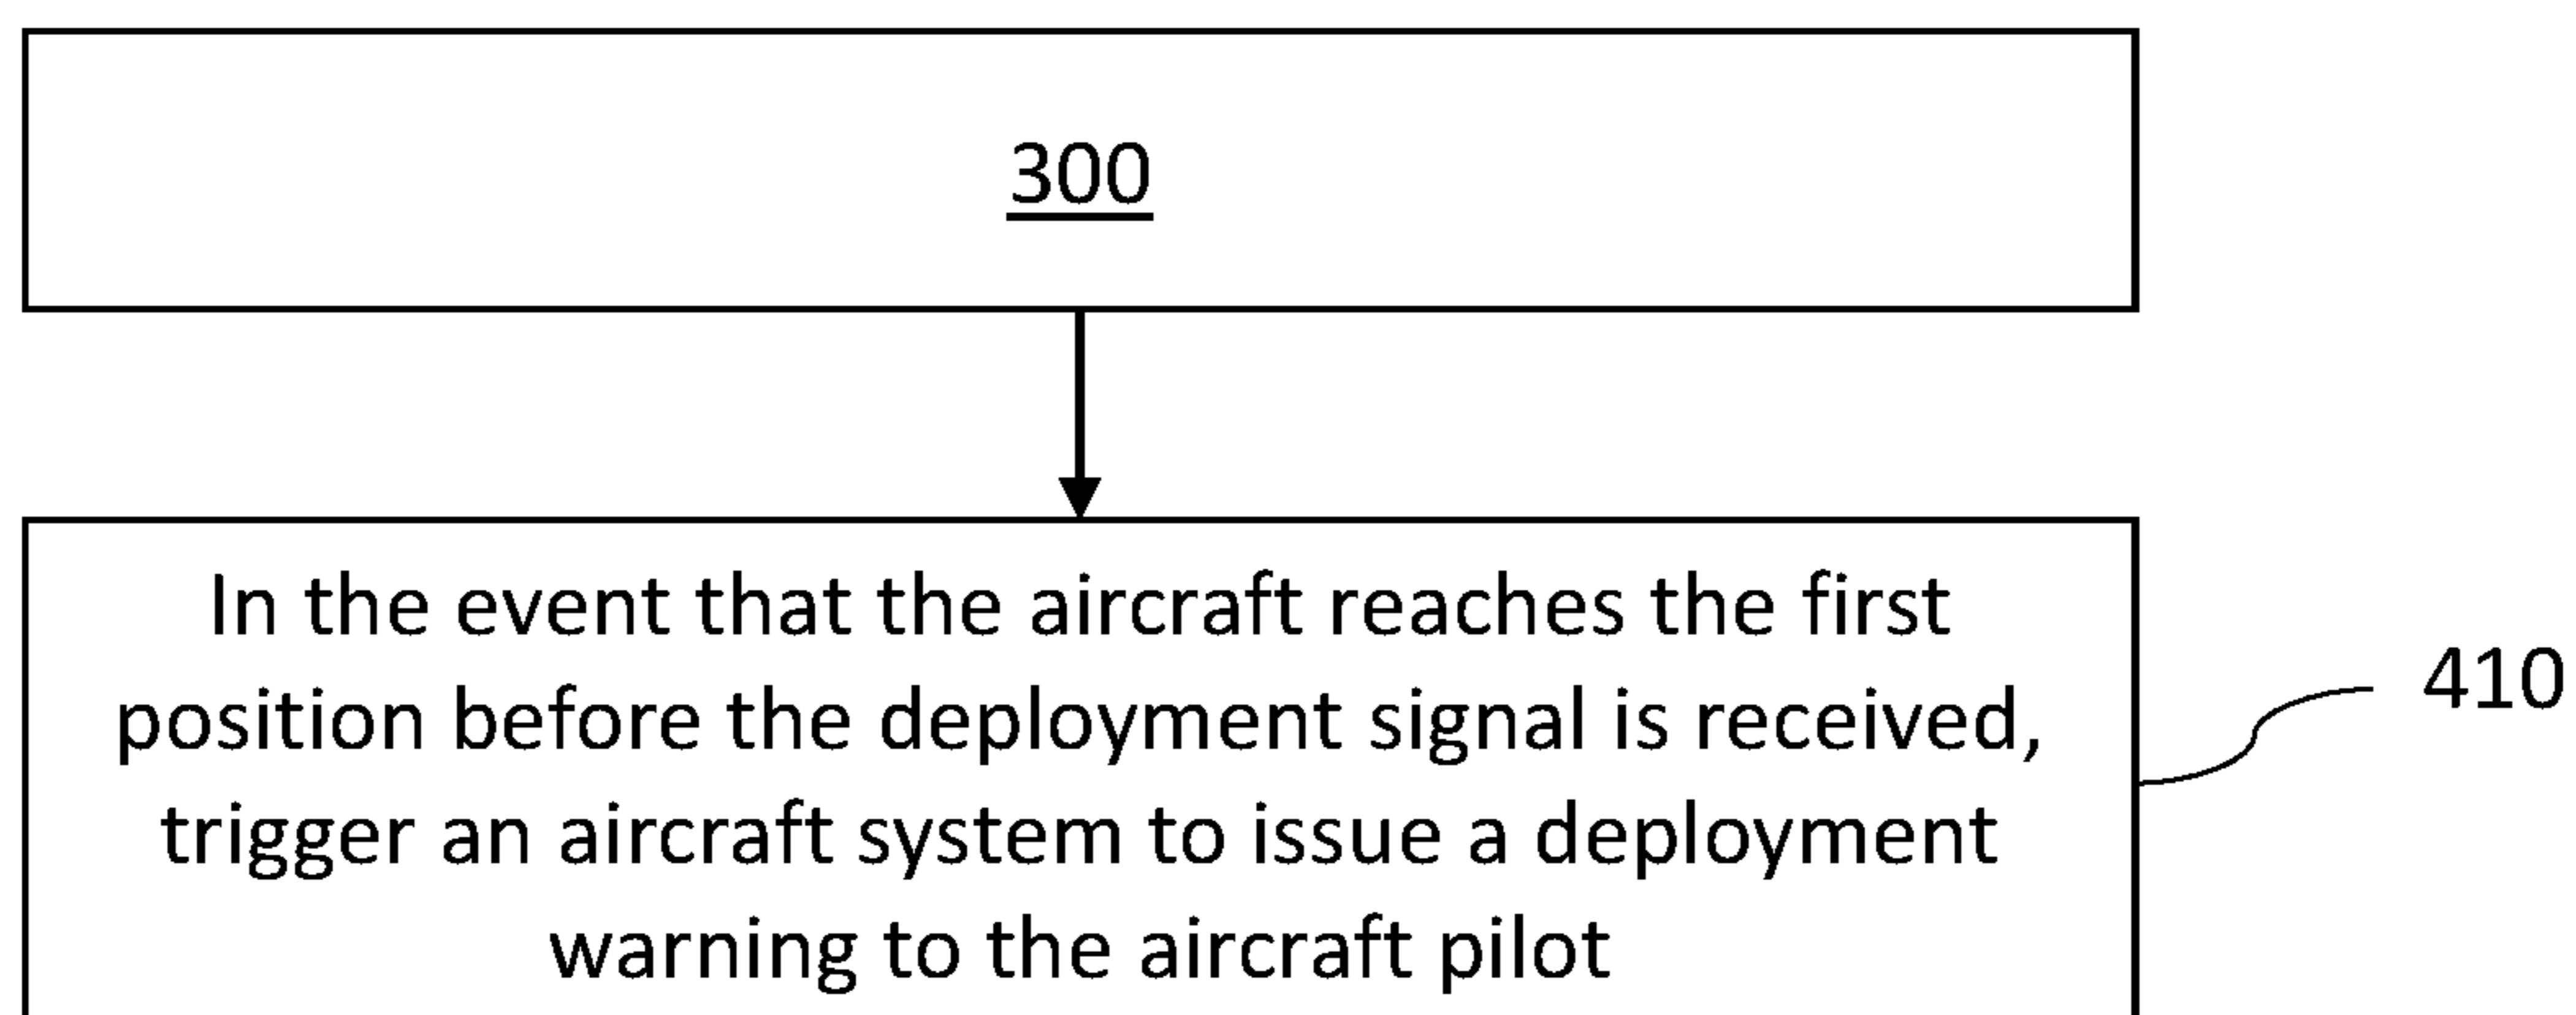 300
In the event that the aircraft reaches the first
position before the deployment signal is received,
trigger an aircraft system to issue a deployment
warning to the aircraft pilot
410